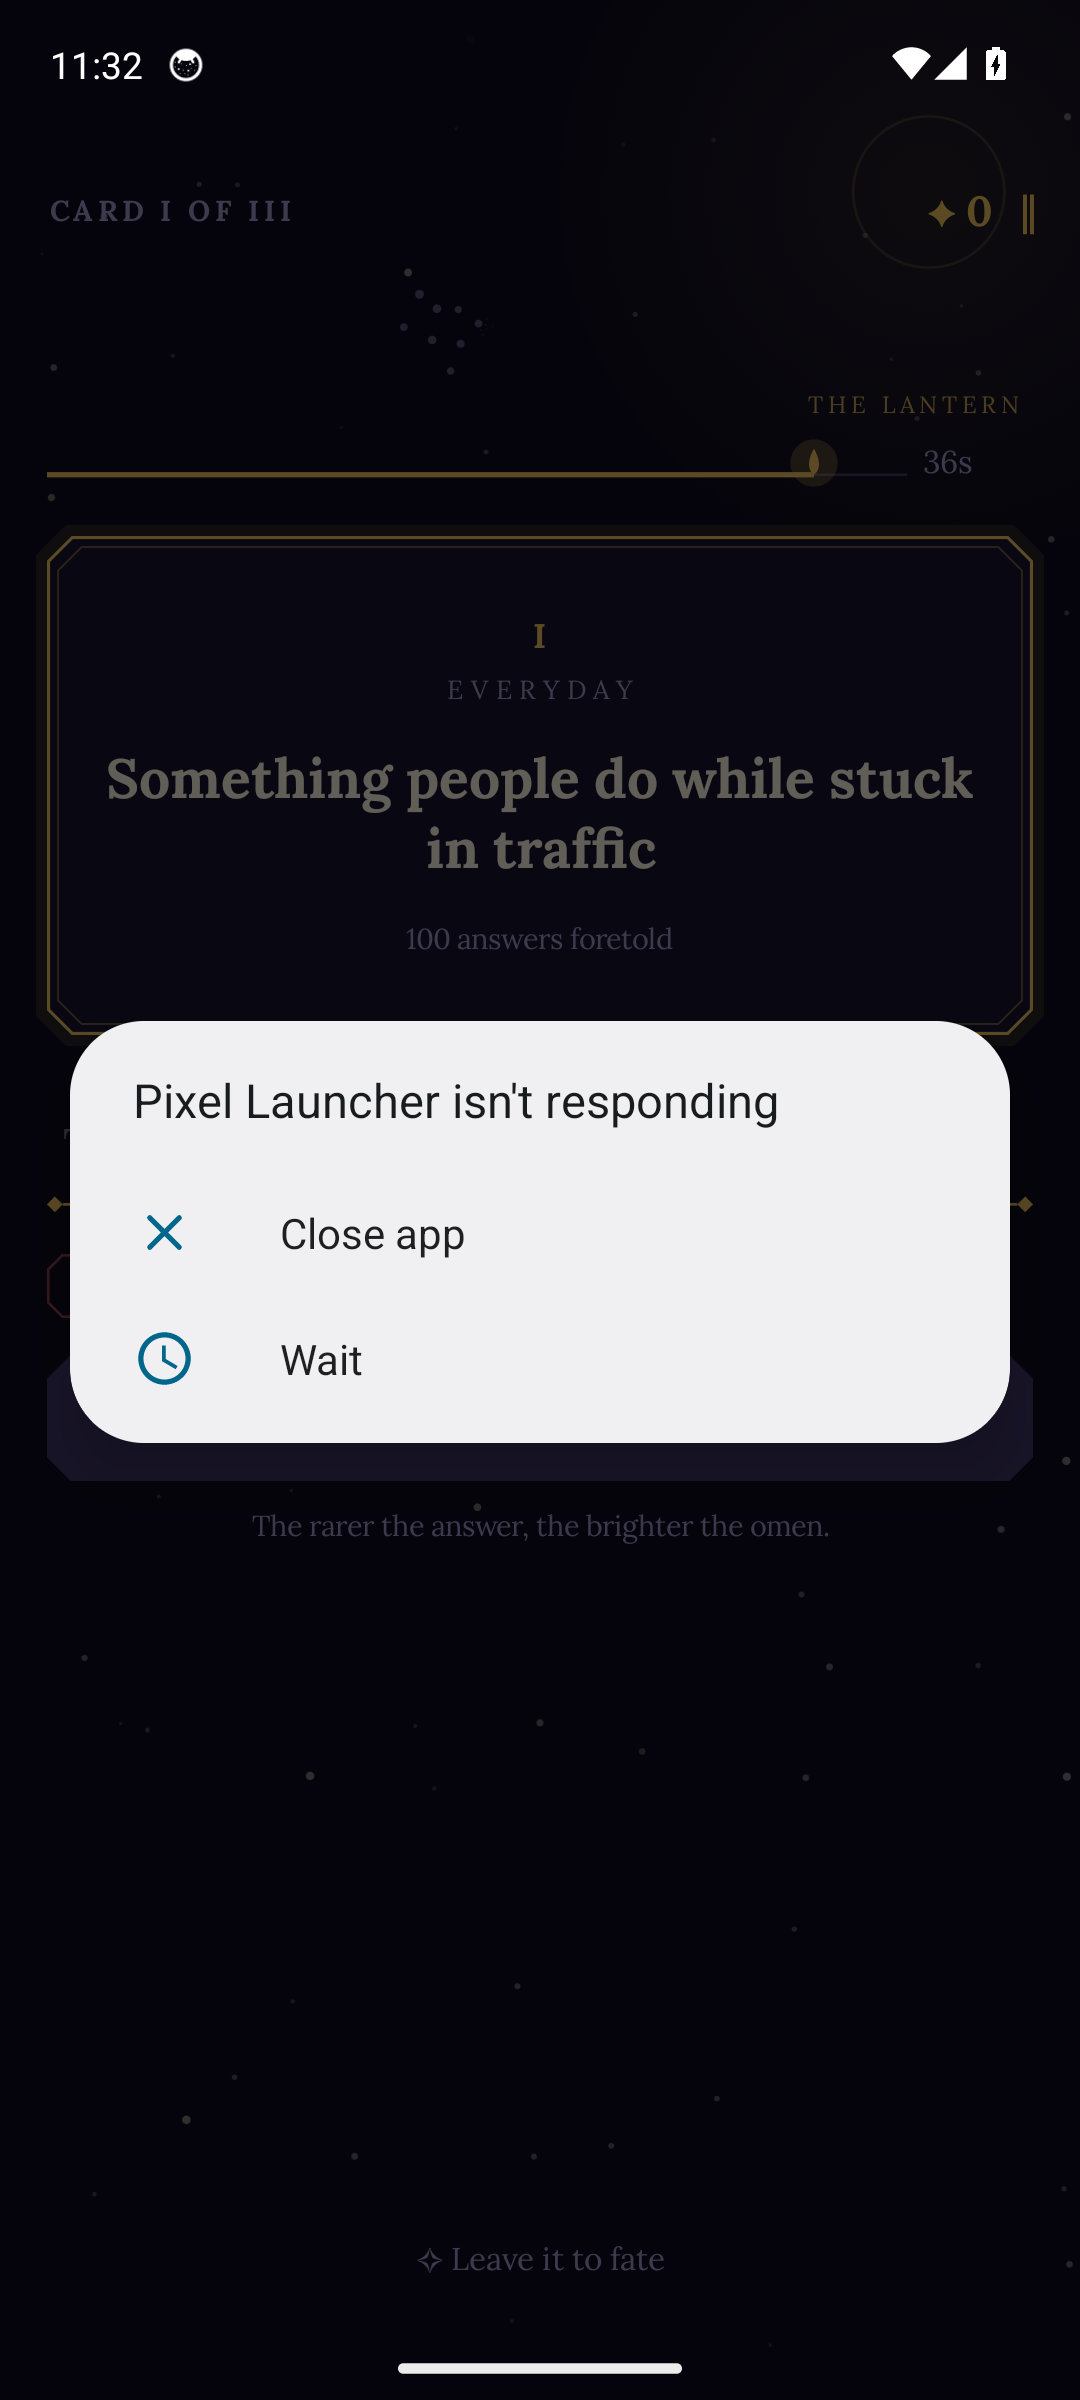 11:32
CARD I OF III
0
THE LANTERN
36s
I
EVERYDAY
Something people do while stuck
in traffic
100 answers foretold
Pixel Launcher isn't responding
Close app
Wait
The rarer the answer, the brighter the omen.
Leave it to fate